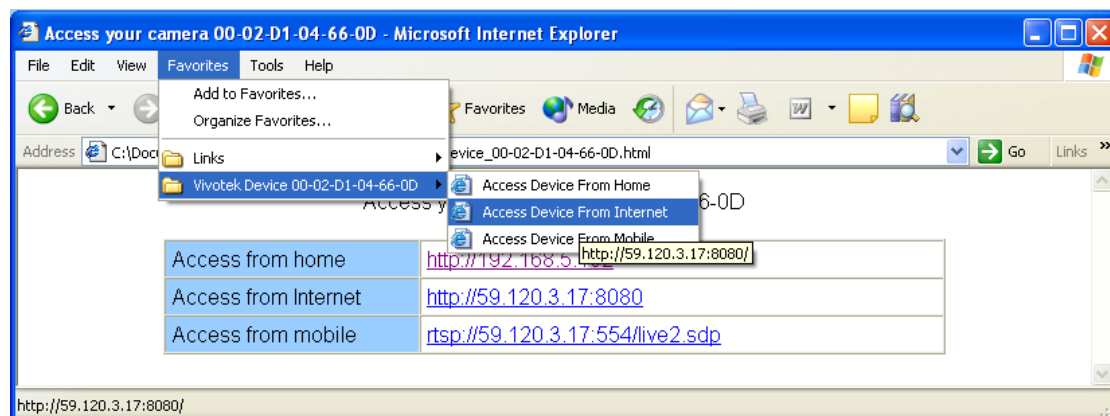 Access your camera 00-02-D1-04-66-0D - Microsoft Internet Explorer
File Edit View Favorites Tools Help
Add to Favorites...
Organize Favorites...
Back Favorites Media
Address C:\Doc evice_00-02-D1-04-66-0D.html Go Links »
Links
Vivotek Device 00-02-D1-04-66-0D
Access Device From Home
Access Device From Internet
Access Device From Mobile
http://59.120.3.17:8080/
Access y 6-0D
Access from home http://192.168.5.
Access from Internet http://59.120.3.17:8080
Access from mobile rtsp://59.120.3.17:554/live2.sdp
http://59.120.3.17:8080/